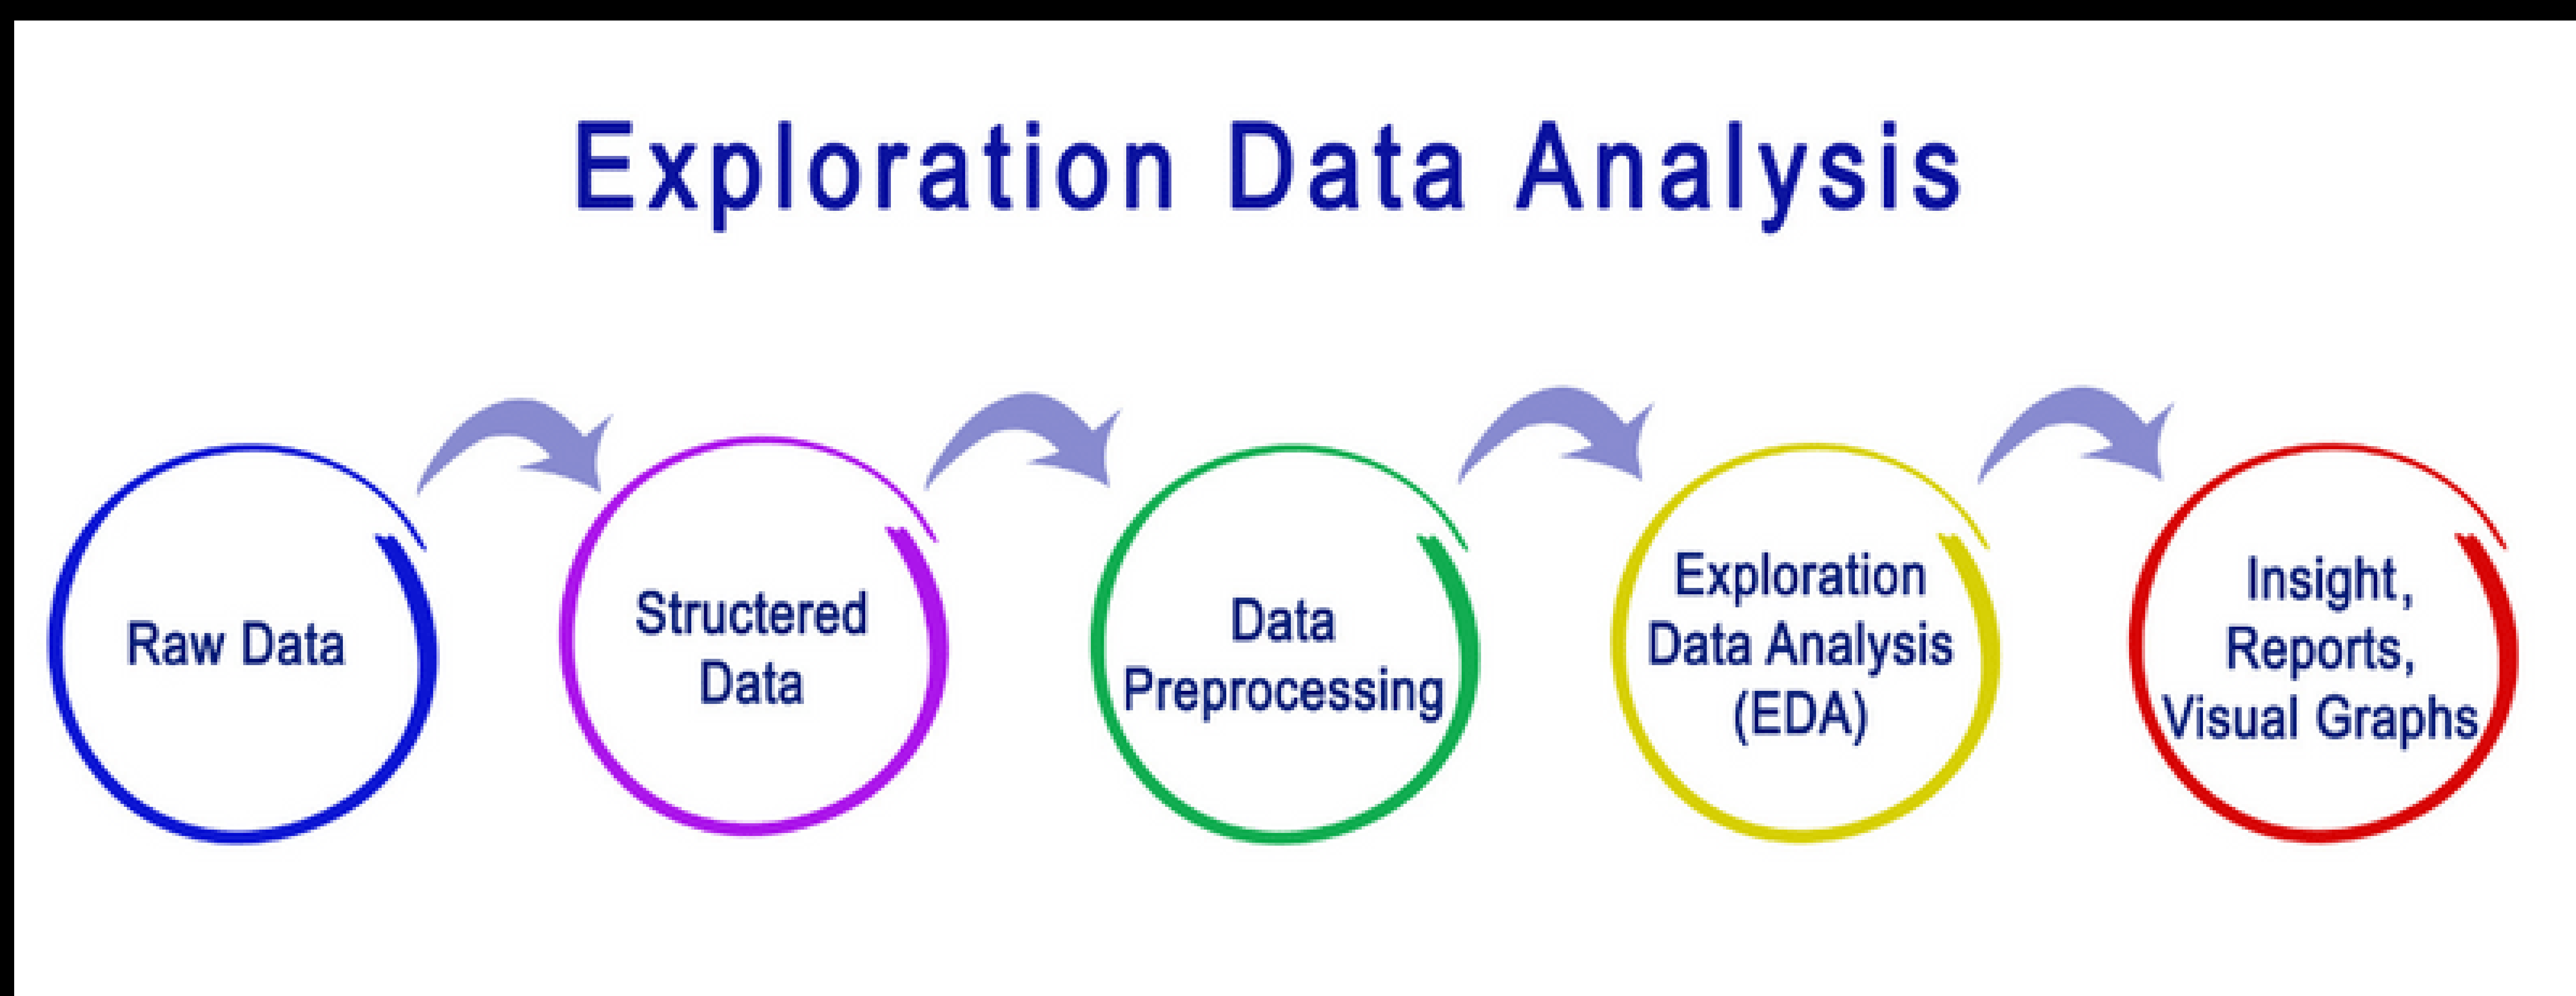 Exploration Data Analysis
Raw Data
Structered
Data
Data
Preprocessing
Exploration
Data Analysis
(EDA)
Insight,
Reports,
Visual Graphs